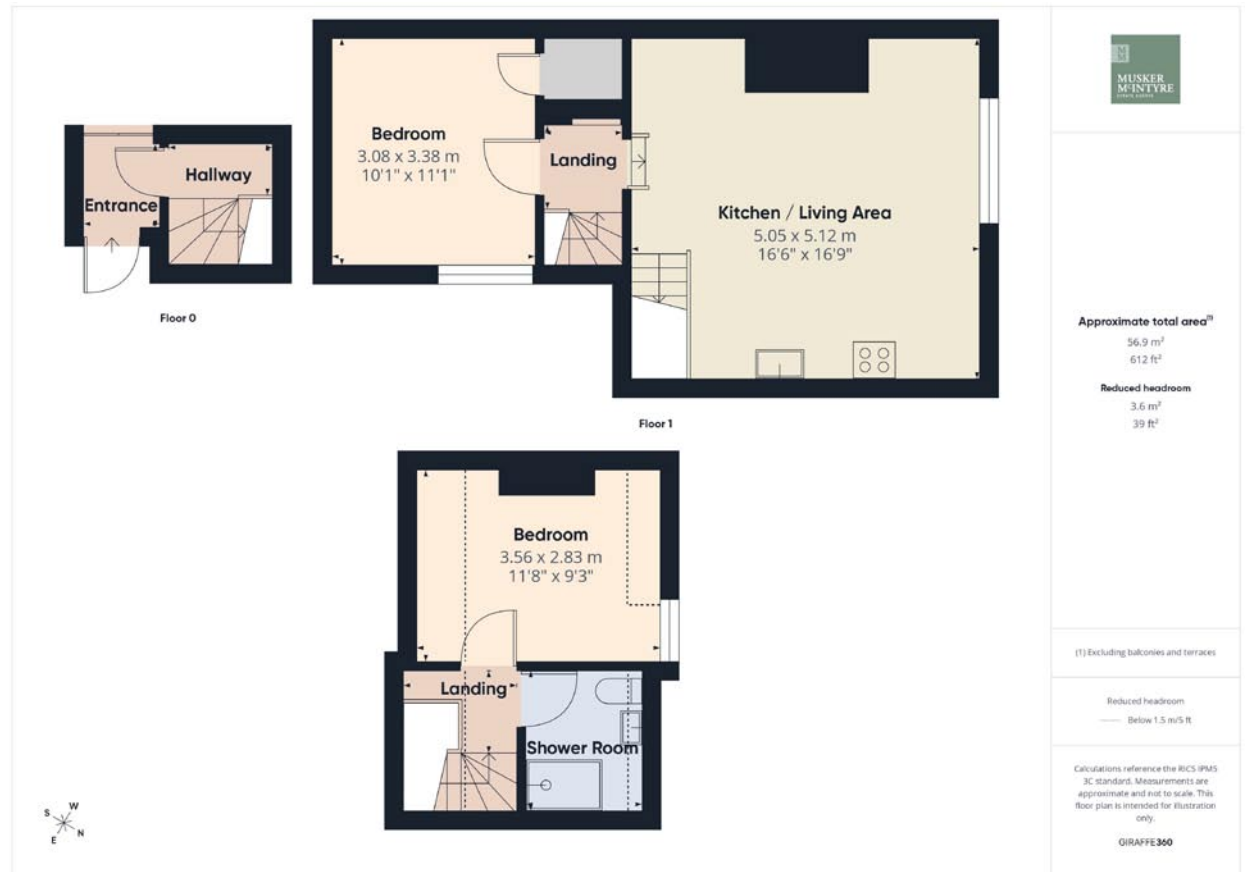 Bedroom
3.08 x 3.38 m
10'1" x 11'1"
Landing
Hallway
Entrance
Kitchen / Living Area
5.05 x 5.12 m
16'6" x 16'9"
Floor 0
Floor 1
Bedroom
3.56 x 2.83 m
11'8" x 9'3"
Landing
Shower Room
W
S
N
E
MUSKER
McINTYRE
ESTATE AGENTS
Approximate total area(1)
56.9 m²
612 ft²
Reduced headroom
3.6 m²
39 ft²
(1) Excluding balconies and terraces
Reduced headroom
Below 1.5 m/5 ft
Calculations reference the RICS IPMS
3C standard. Measurements are
approximate and not to scale. This
floor plan is intended for illustration
only.
GIRAFFE360